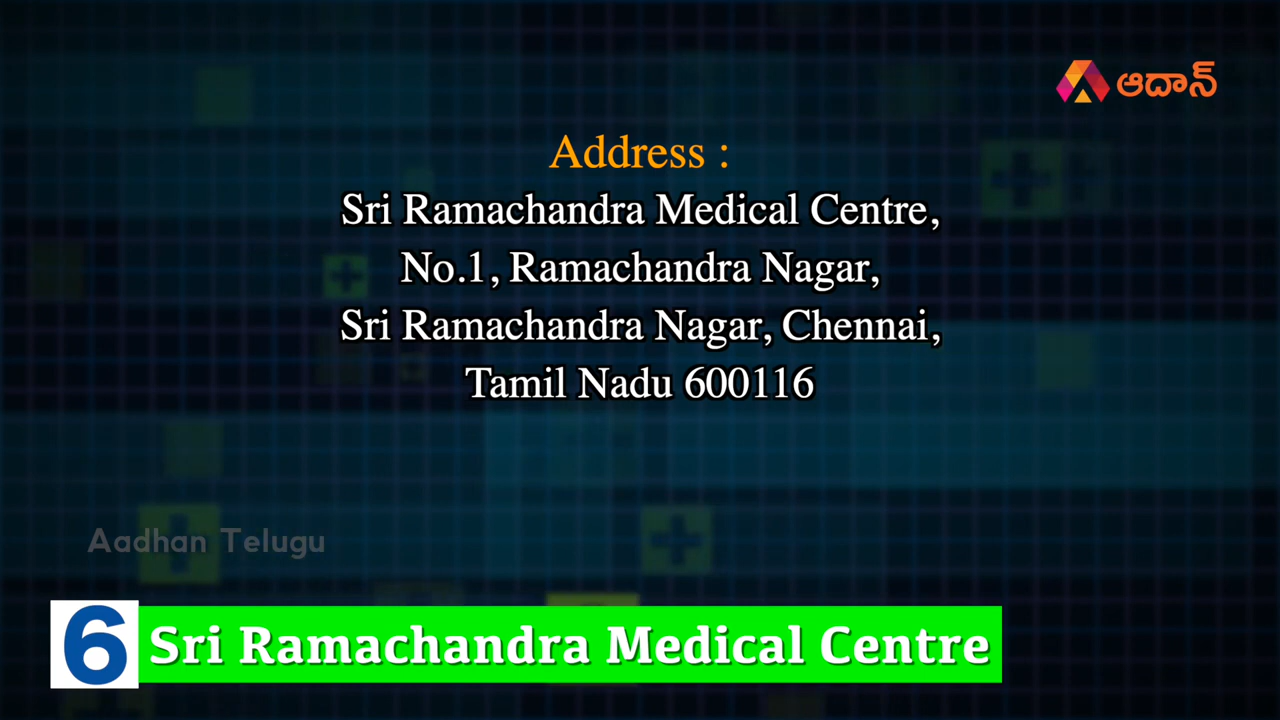 ఆదాన్
Address :
Sri Ramachandra Medical Centre,
No.1, Ramachandra Nagar,
Sri Ramachandra Nagar, Chennai,
Tamil Nadu 600116
Aadhan Telugu
6 Sri Ramachandra Medical Centre